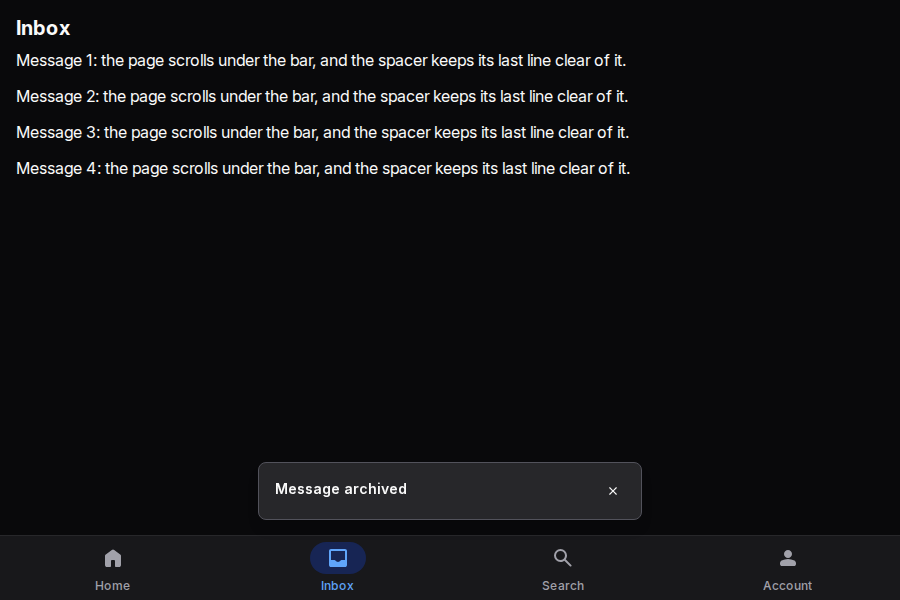 Inbox
Message 1: the page scrolls under the bar, and the spacer keeps its last line clear of it.
Message 2: the page scrolls under the bar, and the spacer keeps its last line clear of it.
Message 3: the page scrolls under the bar, and the spacer keeps its last line clear of it.
Message 4: the page scrolls under the bar, and the spacer keeps its last line clear of it.
Message archived
Home
Inbox
Search
Account